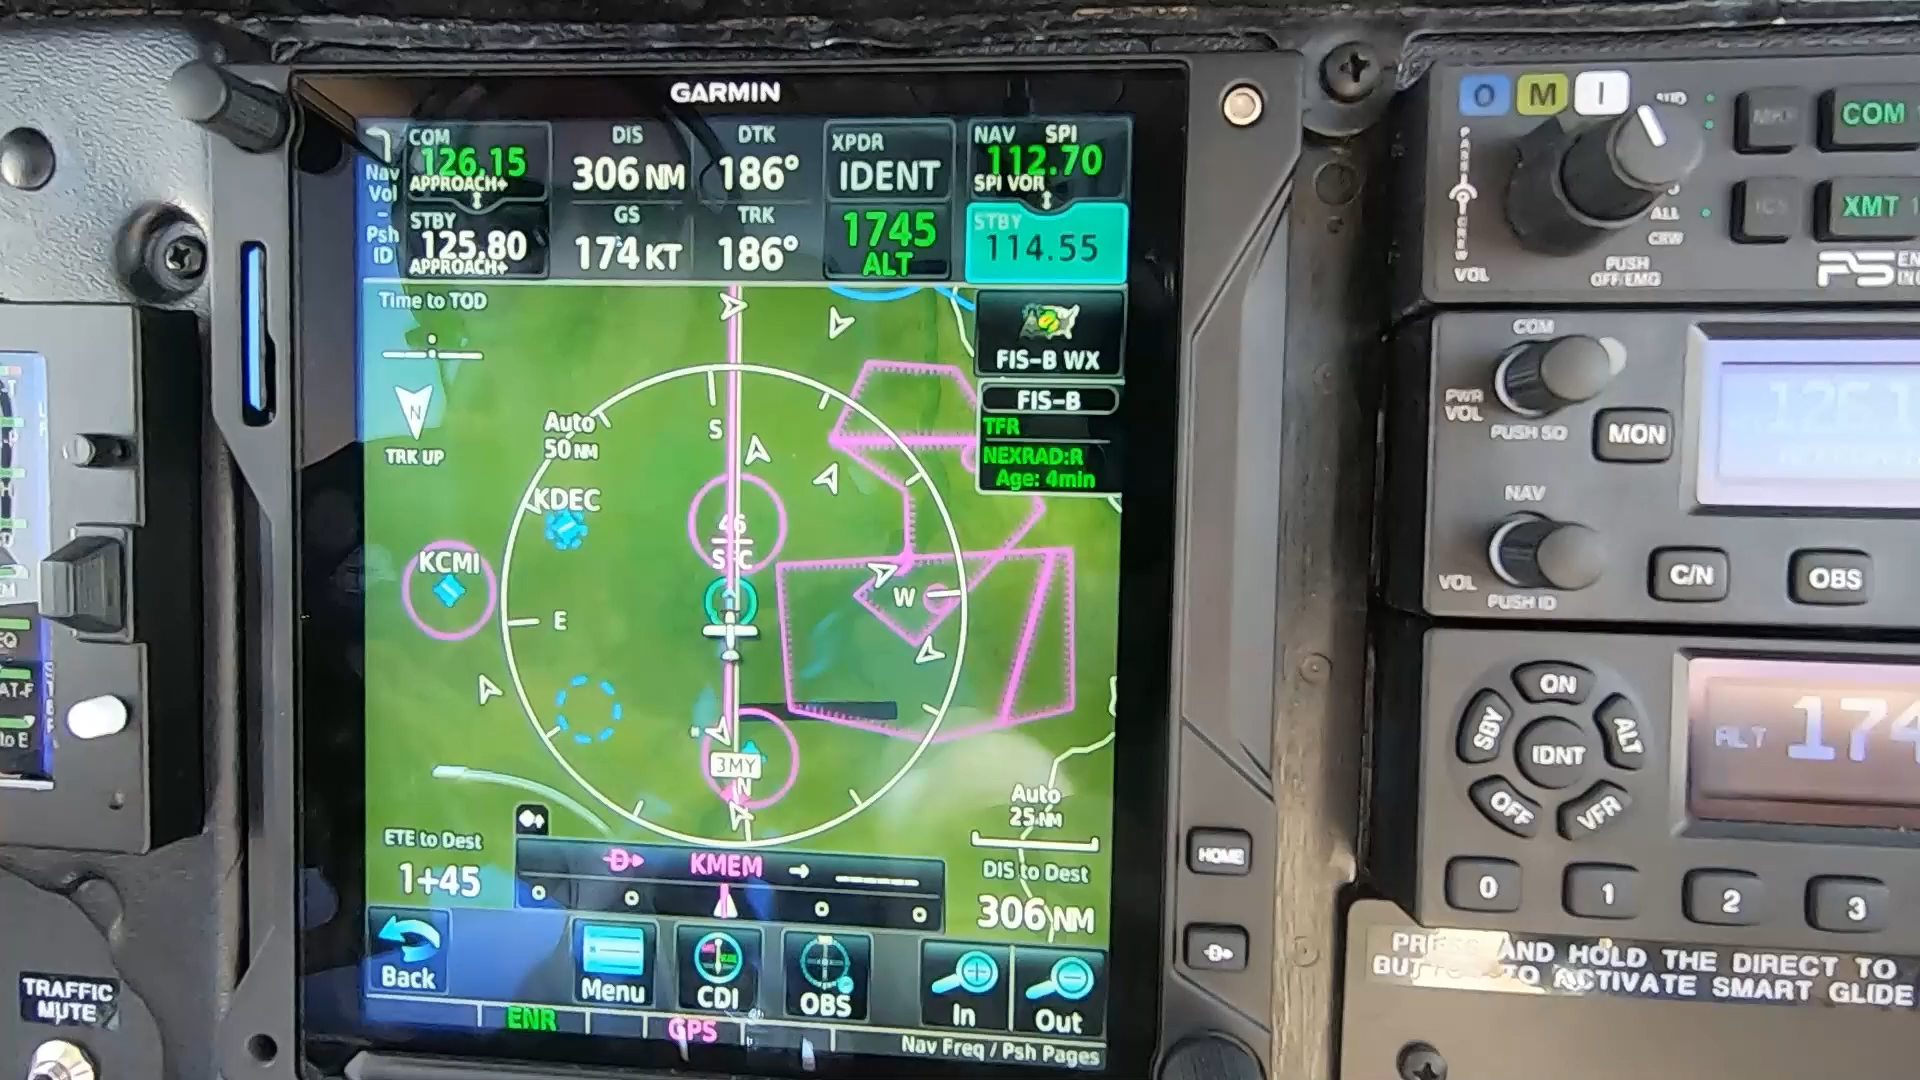 GARMIN
COM
126.15
APPROACH+
STBY
125.80
APPROACH+
Nav
Vol
-
Psh
ID
DIS
306 NM
GS
174 KT
DTK
186°
TRK
186°
XPDR
IDENT
1745
ALT
NAV SPI
112.70
SPI VOR
STBY
114.55
Time to TOD
N
TRK UP
Auto
50 NM
FIS-B WX
FIS-B
TFR
NEXRAD:R
Age: 4min
S
KDEC
KCMI
46
SFC
E
W
3MY
N
ETE to Dest
1+45
KMEM
Auto
25 NM
DIS to Dest
306 NM
Back
Menu
CDI
OBS
In
Out
ENR
GPS
Nav Freq / Psh Pages
HOME
TRAFFIC
MUTE
O M I
COM
XMT
ALL
CRW
VOL
PUSH
OFF/EMG
PS
COM
PWR
VOL
PUSH SQ
MON
NAV
VOL
PUSH ID
C/N
OBS
ON
SBY
ALT
IDNT
OFF
VFR
ALT 174
0
1
2
3
AND HOLD THE DIRECT TO
TO ACTIVATE SMART GLIDE